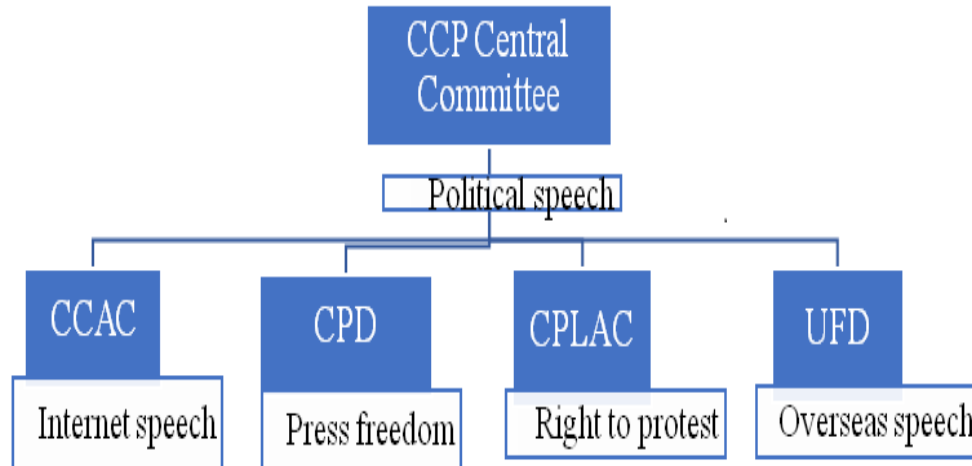 CCP Central
Committee
Political speech
CCAC
CPD
CPLAC
UFD
Internet speech
Press freedom
Right to protest
Overseas speech